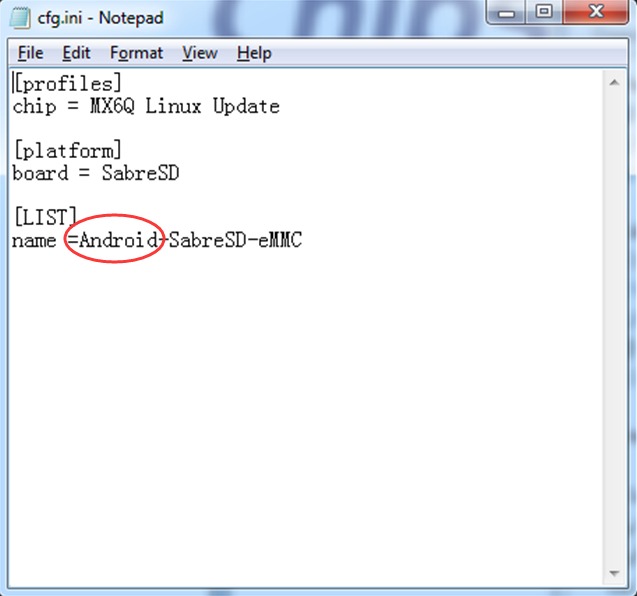 cfg.ini - Notepad
File Edit Format View Help
[profiles]
chip = MX6Q Linux Update
[platform]
board = SabreSD
[LIST]
name =Android-SabreSD-eMMC